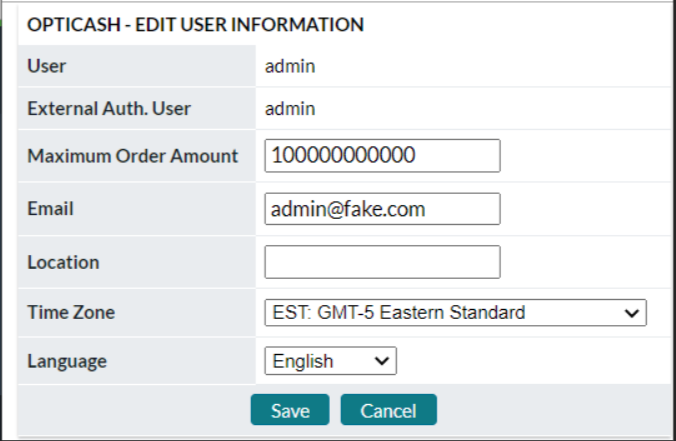 OPTICASH - EDIT USER INFORMATION
User admin
External Auth. User admin
Maximum Order Amount 100000000000
Email admin@fake.com
Location
Time Zone EST: GMT-5 Eastern Standard
Language English
Save Cancel